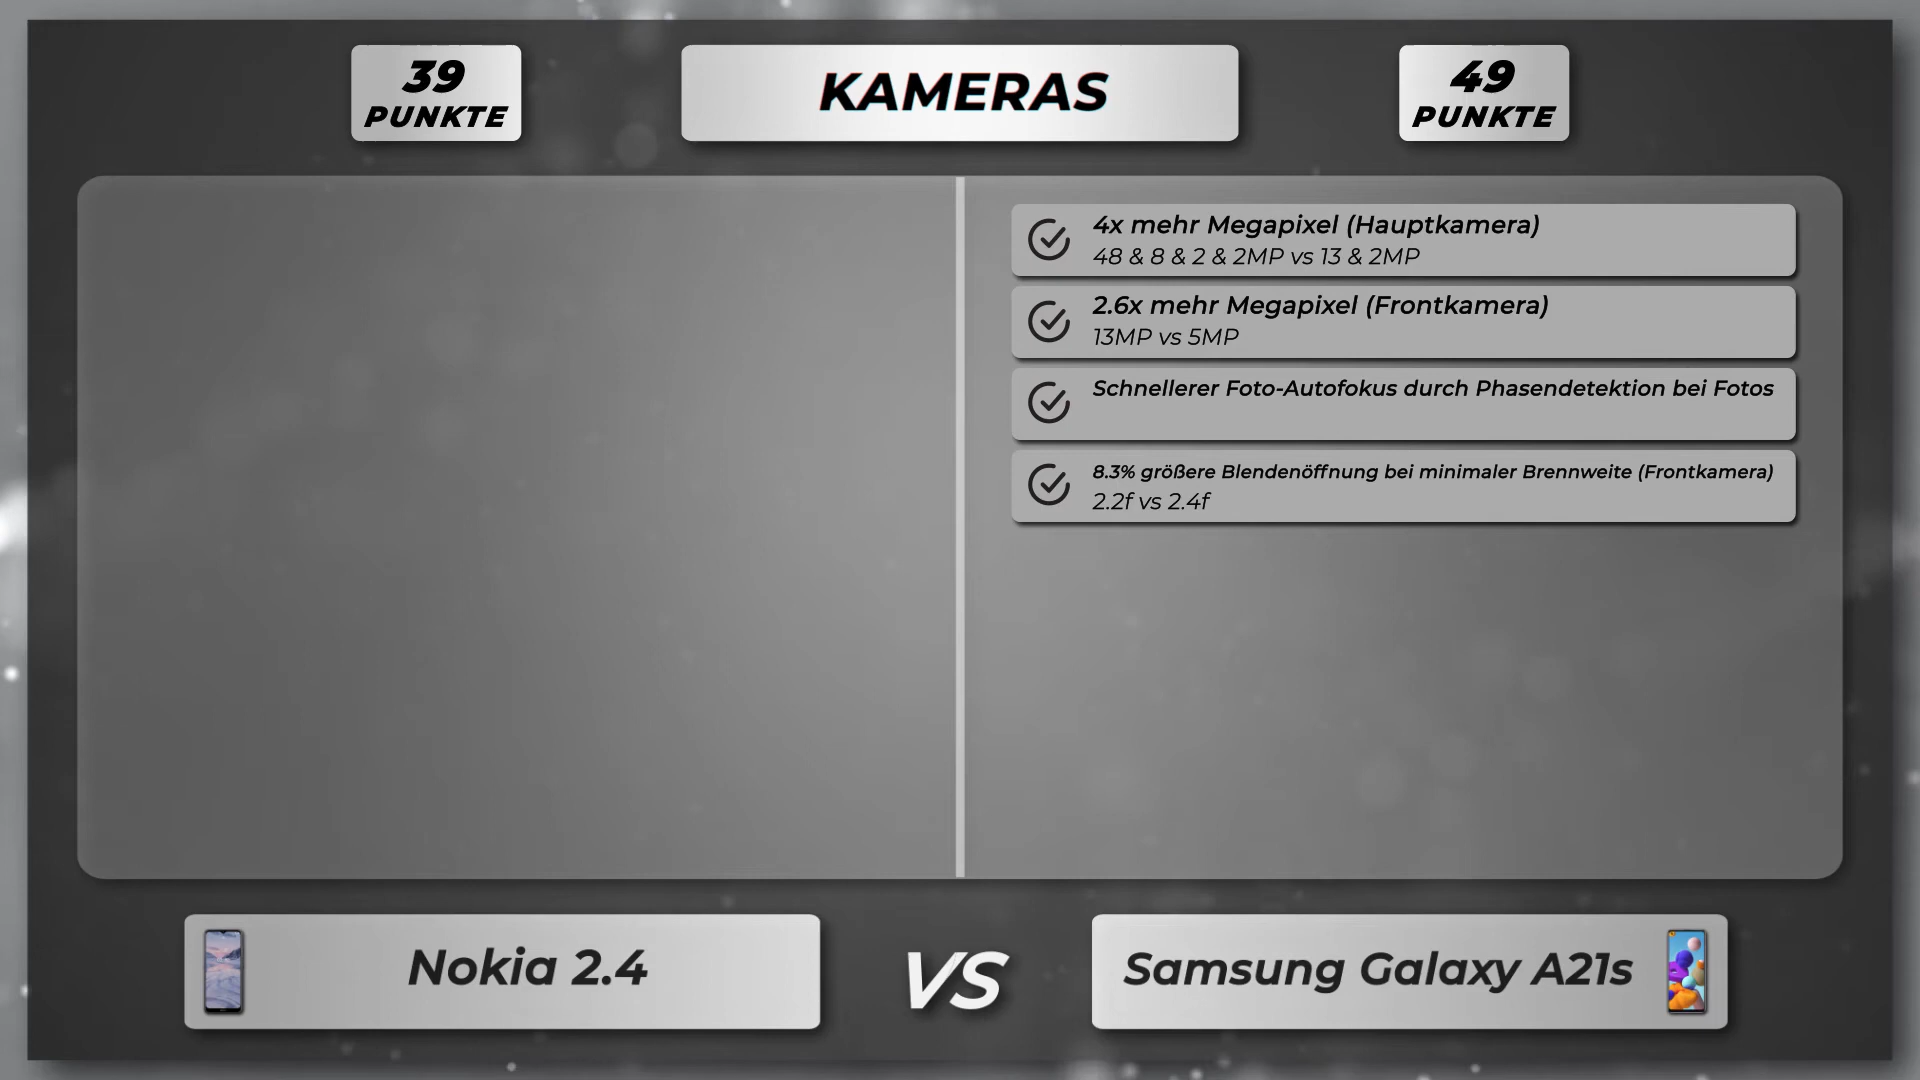 39
PUNKTE
KAMERAS
49
PUNKTE
4x mehr Megapixel (Hauptkamera)
48 & 8 & 2 & 2MP vs 13 & 2MP
2.6x mehr Megapixel (Frontkamera)
13MP vs 5MP
Schnellerer Foto-Autofokus durch Phasendetektion bei Fotos
8.3% größere Blendenöffnung bei minimaler Brennweite (Frontkamera)
2.2f vs 2.4f
Nokia 2.4
VS
Samsung Galaxy A21s